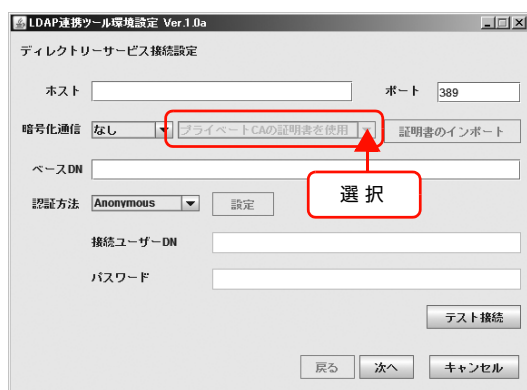 LDAP連携ツール環境設定 Ver.1.0a
ディレクトリーサービス接続設定
ホスト ポート 389
暗号化通信 なし プライベートCAの証明書を使用 証明書のインポート
ベースDN
選択
認証方法 Anonymous 設定
接続ユーザーDN
パスワード
テスト接続
戻る 次へ キャンセル